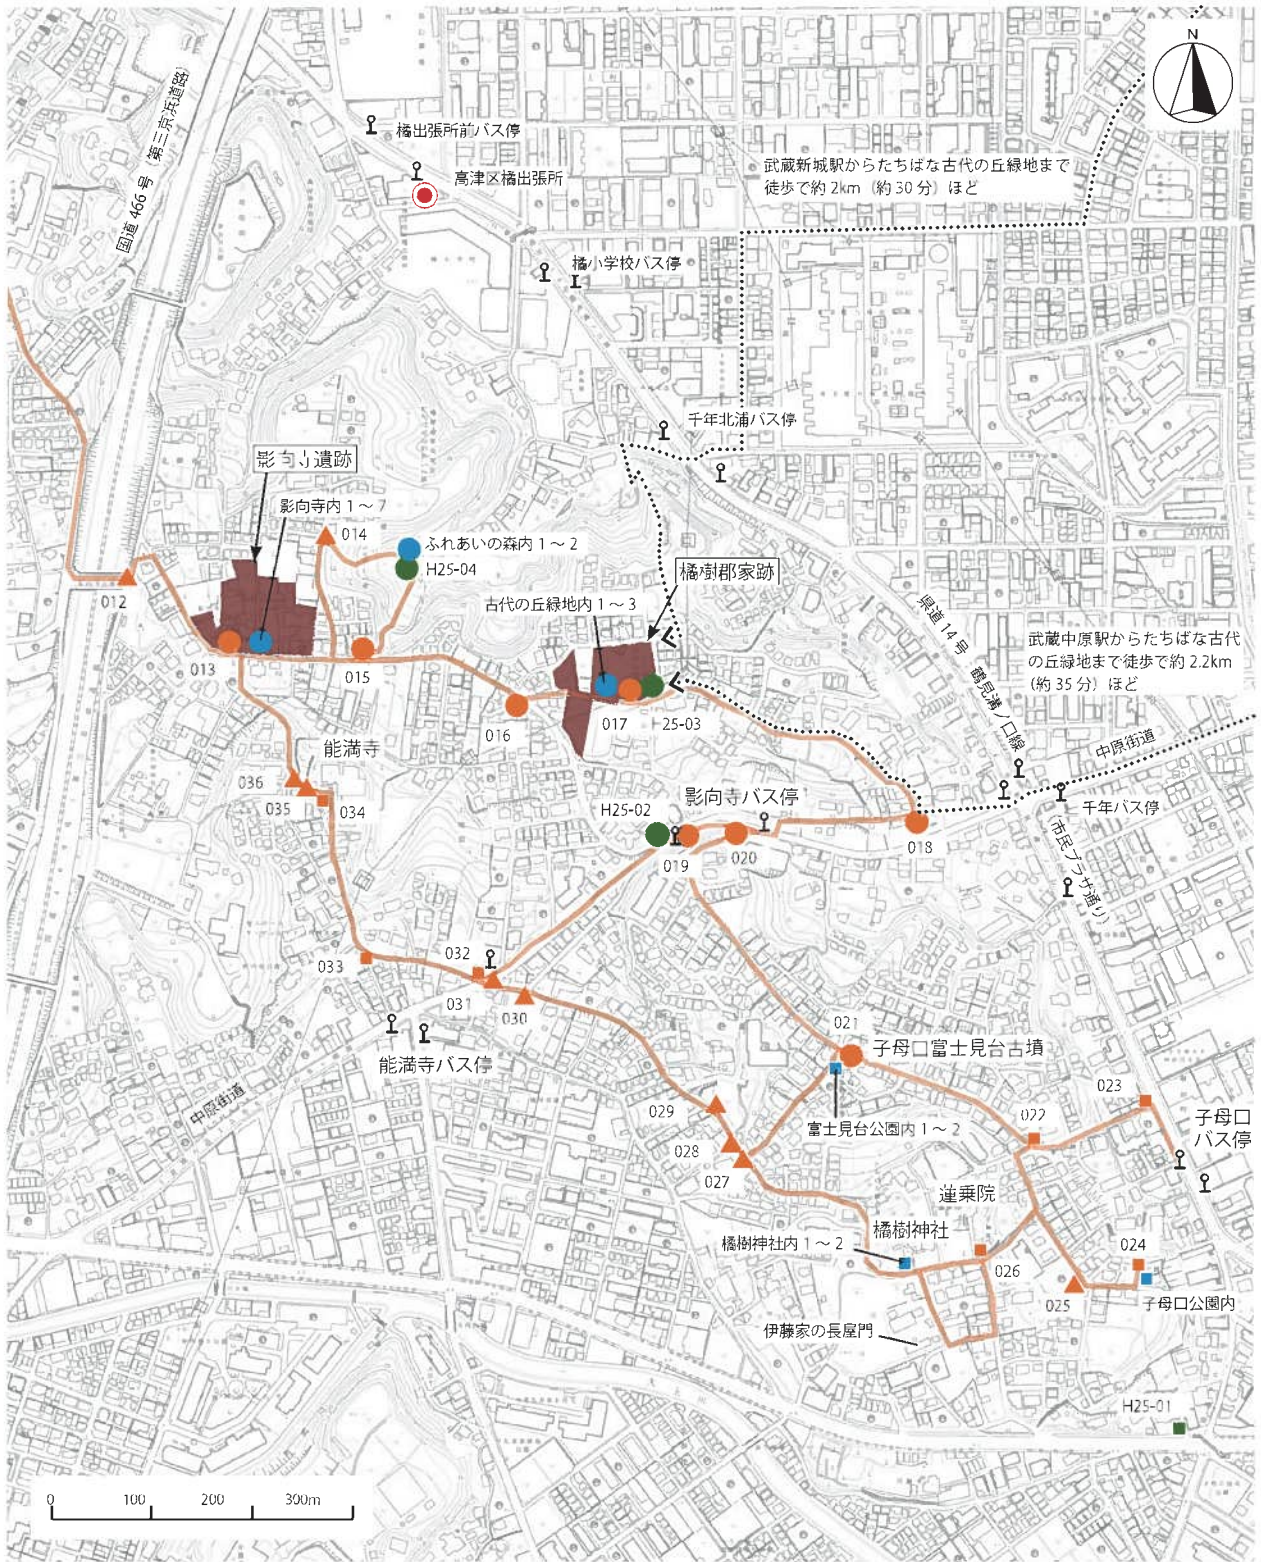 N
国道 466 号（第三京浜道路）
橘出張所前バス停
高津区橘出張所
武蔵新城駅からたちばな古代の丘緑地まで
徒歩で約 2km（約 30 分）ほど
橘小学校バス停
千年北浦バス停
影向寺遺跡
影向寺内 1 ～ 7
014
ふれあいの森内 1 ～ 2
H25-04
橘樹郡家跡
012
古代の丘緑地内 1 ～ 3
県道 14 号 鶴見溝ノ口線
武蔵中原駅からたちばな古代
の丘緑地まで徒歩で約 2.2km
（約 35 分）ほど
013
015
016
017
25-03
中原街道
能満寺
036
035
034
H25-02
影向寺バス停
千年バス停
019
020
018
（市民プラザ通り）
033
032
031
030
能満寺バス停
中原街道
021
子母口富士見台古墳
029
028
027
富士見台公園内 1 ～ 2
022
023
子母口
バス停
蓮乗院
橘樹神社
橘樹神社内 1 ～ 2
026
024
025
子母口公園内
伊藤家の長屋門
H25-01
0
100
200
300m